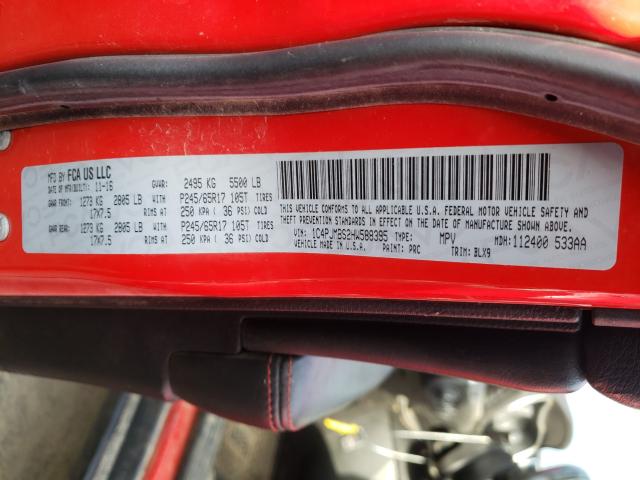 MFD BY FCA US LLC
DATE OF MFR(BUILT): 11-16 GVWR: 2495 KG 5500 LB
GAWR FRONT: 1273 KG 2805 LB WITH P245/65R17 105T TIRES
17X7.5 RIMS AT 250 KPA ( 36 PSI) COLD
GAWR REAR: 1273 KG 2805 LB WITH P245/65R17 105T TIRES
17X7.5 RIMS AT 250 KPA ( 36 PSI) COLD
THIS VEHICLE CONFORMS TO ALL APPLICABLE U.S.A. FEDERAL MOTOR VEHICLE SAFETY AND
THEFT PREVENTION STANDARDS IN EFFECT ON THE DATE OF MANUFACTURE SHOWN ABOVE.
VIN: 1C4PJMBS2HW589395 TYPE: MPV MDH: 112400 533AA
VEHICLE MADE IN U.S.A. PAINT: PRC TRIM: BLX9